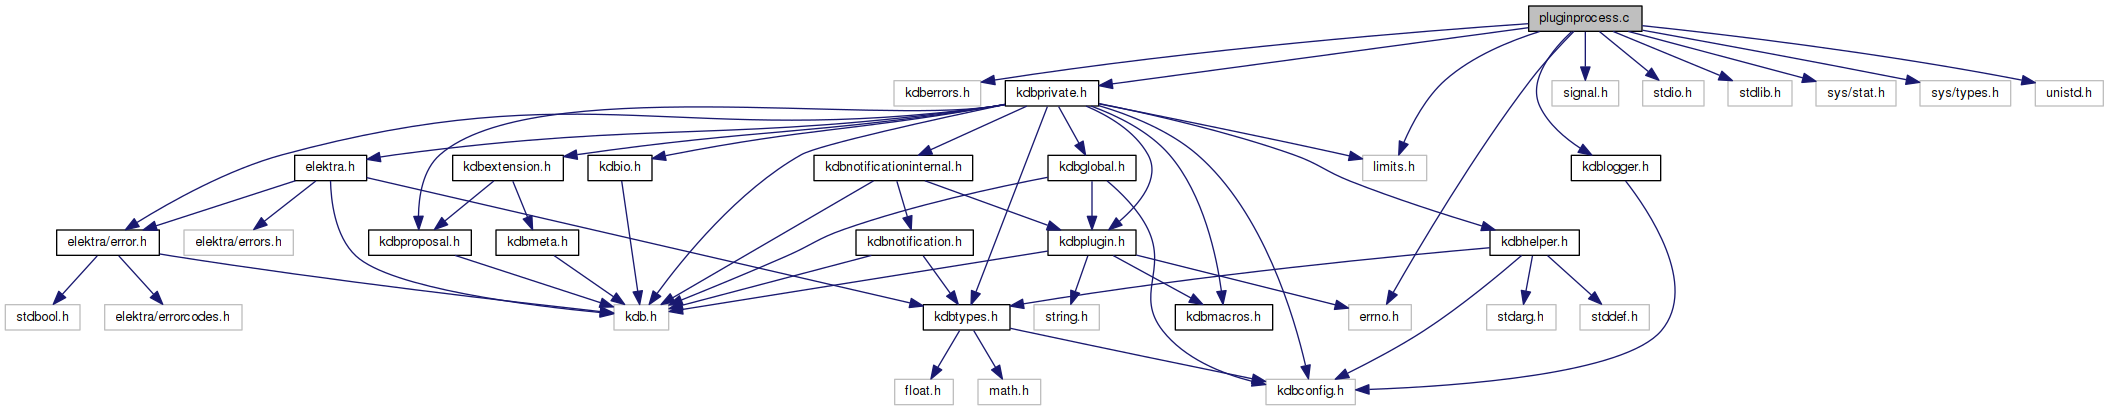 pluginprocess.c
kdberrors.h
kdbprivate.h
signal.h
stdio.h
stdlib.h
sys/stat.h
sys/types.h
unistd.h
elektra.h
kdbextension.h
kdbio.h
kdbnotificationinternal.h
kdbglobal.h
limits.h
kdblogger.h
elektra/error.h
elektra/errors.h
kdbproposal.h
kdbmeta.h
kdbnotification.h
kdbplugin.h
kdbhelper.h
stdbool.h
elektra/errorcodes.h
kdb.h
kdbtypes.h
string.h
kdbmacros.h
errno.h
stdarg.h
stddef.h
float.h
math.h
kdbconfig.h